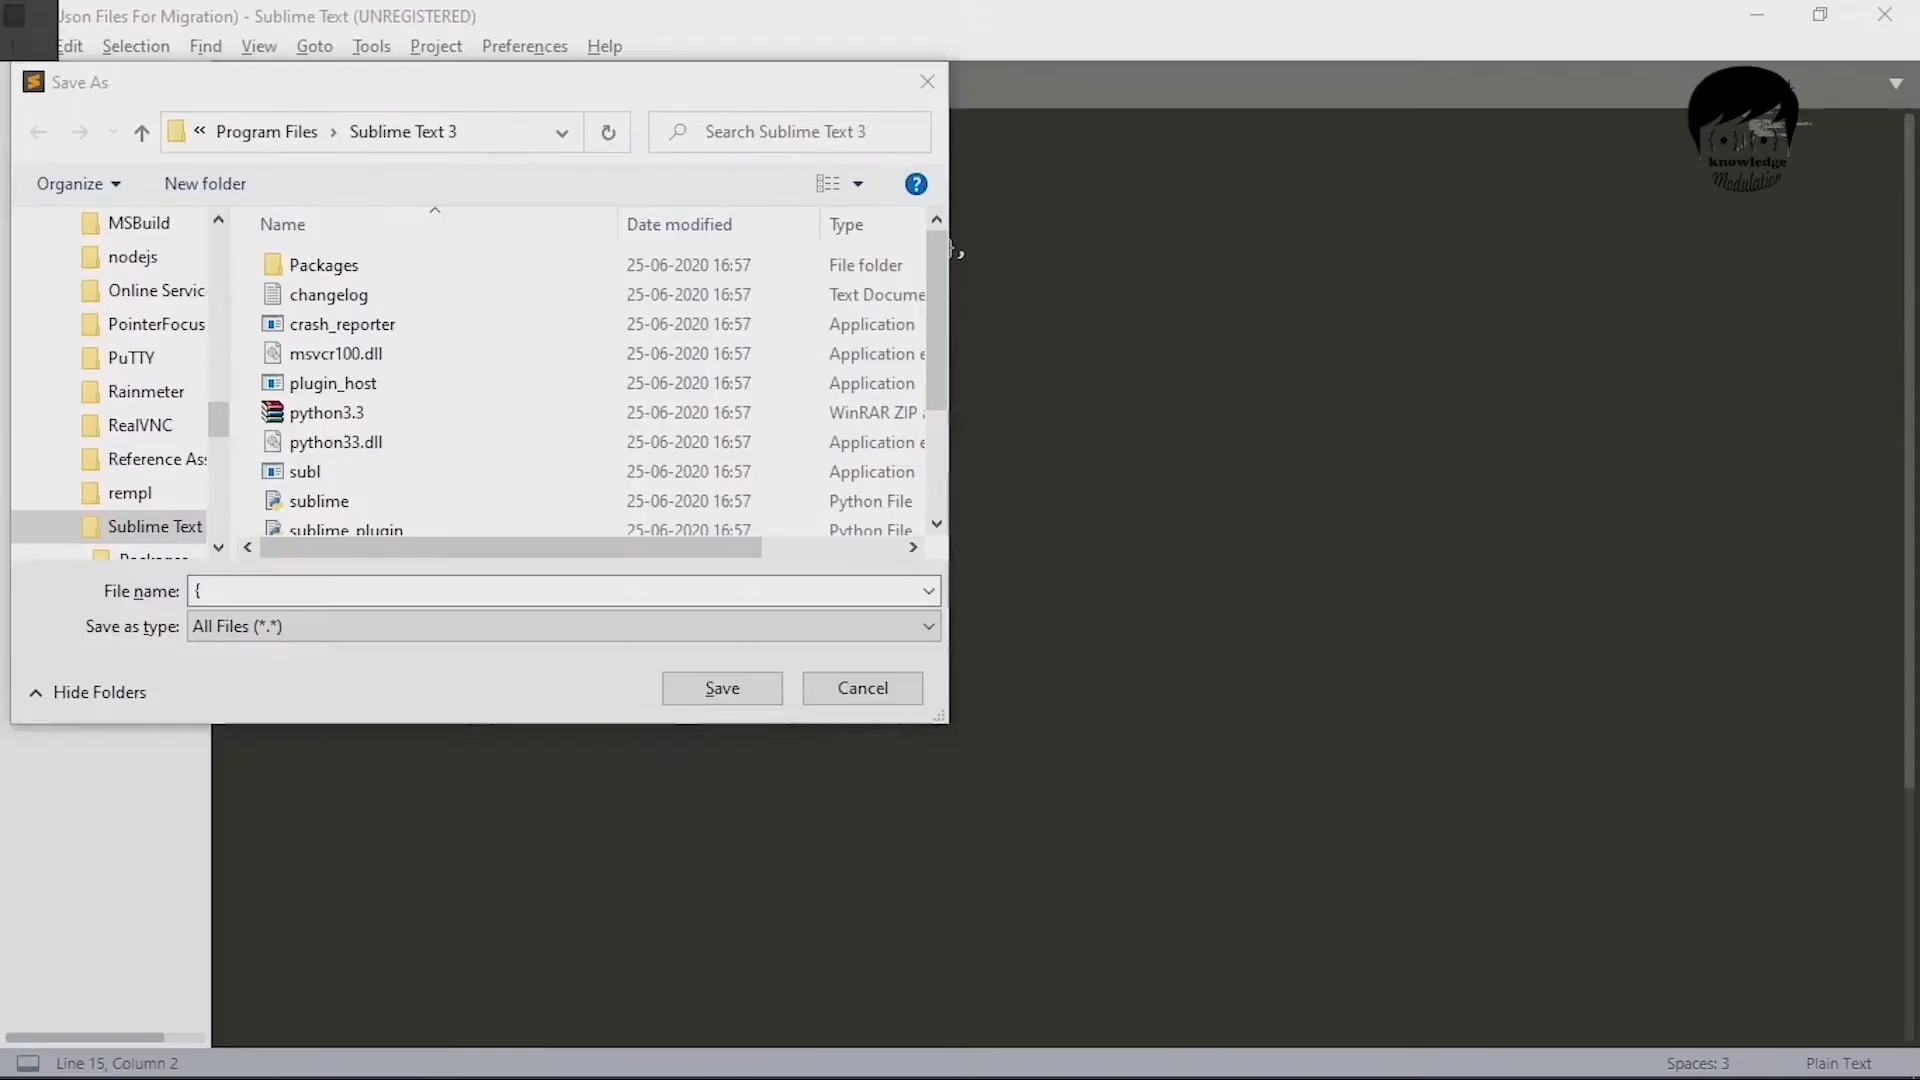 Json Files For Migration) - Sublime Text (UNREGISTERED)
Edit Selection Find View Goto Tools Project Preferences Help
Save As
« Program Files › Sublime Text 3
Search Sublime Text 3
Organize
New folder
Name Date modified Type
MSBuild
nodejs
Online Servic
PointerFocus
PuTTY
Rainmeter
RealVNC
Reference Ass
rempl
Sublime Text
Packages
Packages 25-06-2020 16:57 File folder
changelog 25-06-2020 16:57 Text Docume
crash_reporter 25-06-2020 16:57 Application
msvcr100.dll 25-06-2020 16:57 Application e
plugin_host 25-06-2020 16:57 Application
python3.3 25-06-2020 16:57 WinRAR ZIP a
python33.dll 25-06-2020 16:57 Application e
subl 25-06-2020 16:57 Application
sublime 25-06-2020 16:57 Python File
sublime_plugin 25-06-2020 16:57 Python File
},
File name: {
Save as type: All Files (*.*)
Hide Folders
Save
Cancel
knowledge
Modulation
Line 15, Column 2
Spaces: 3
Plain Text